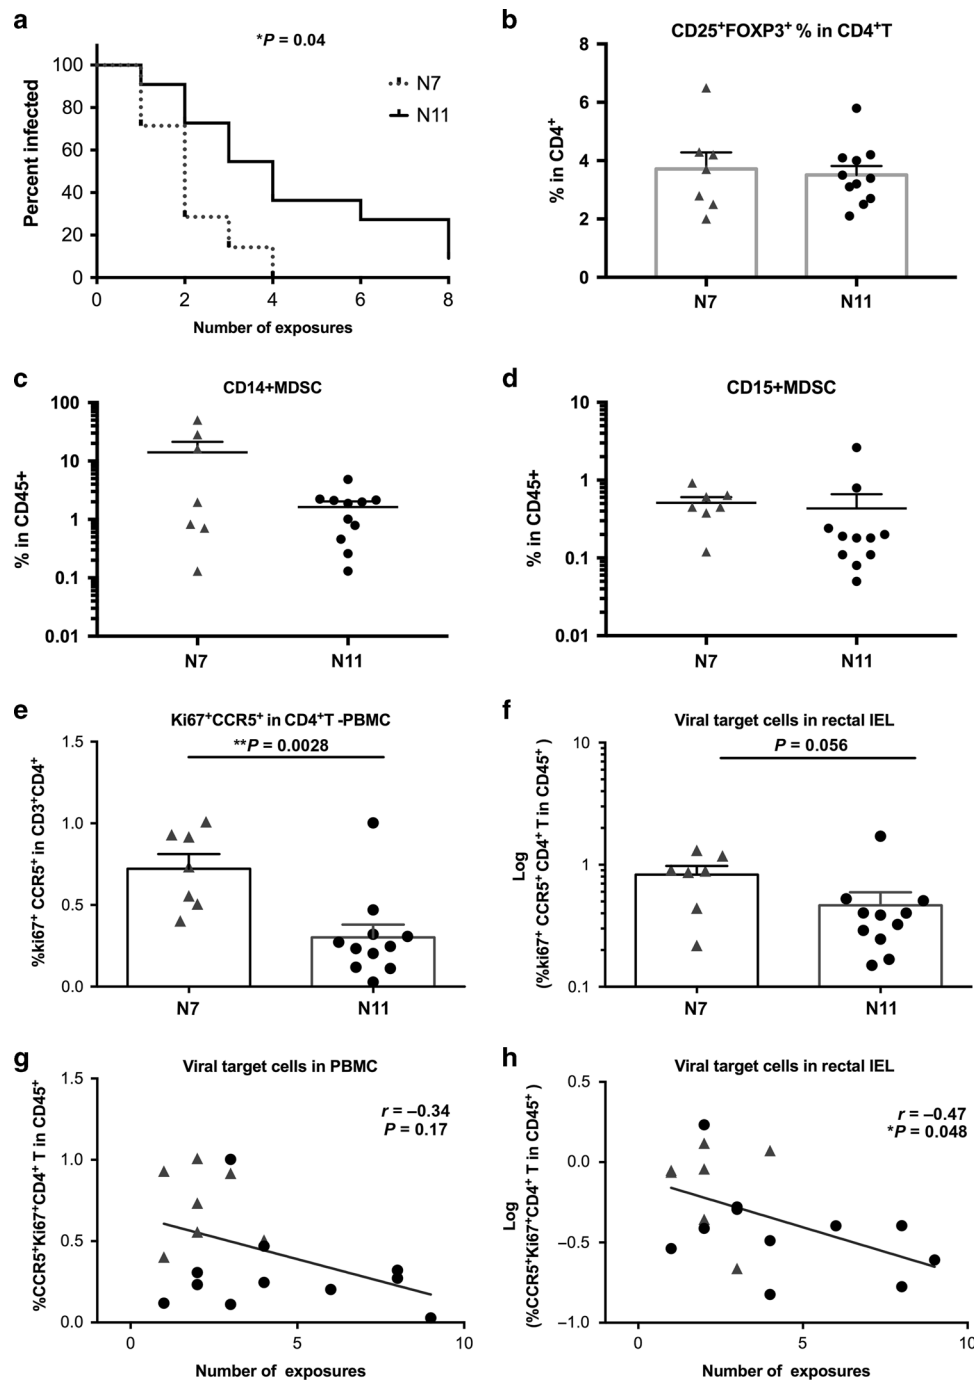 a
*P = 0.04
Percent infected
100
80
60
40
20
0
0 2 4 6 8
Number of exposures
N7
N11
b
CD25⁺FOXP3⁺ % in CD4⁺T
% in CD4⁺
8
6
4
2
0
N7 N11
c
CD14+MDSC
% in CD45+
100
10
1
0.1
0.01
N7 N11
d
CD15+MDSC
% in CD45+
10
1
0.1
0.01
N7 N11
e
Ki67⁺CCR5⁺ in CD4⁺T -PBMC
**P = 0.0028
%ki67⁺ CCR5⁺ in CD3⁺CD4⁺
1.5
1.0
0.5
0.0
N7 N11
f
Viral target cells in rectal IEL
P = 0.056
Log
(%ki67⁺ CCR5⁺ CD4⁺ T in CD45⁺ )
10
1
0.1
N7 N11
g
Viral target cells in PBMC
r = –0.34
P = 0.17
%CCR5⁺Ki67⁺CD4⁺ T in CD45⁺
1.5
1.0
0.5
0.0
0 5 10
Number of exposures
h
Viral target cells in rectal IEL
r = –0.47
*P = 0.048
Log
(%CCR5⁺Ki67⁺CD4⁺ T in CD45⁺ )
0.5
0.0
–0.5
–1.0
0 5 10
Number of exposures